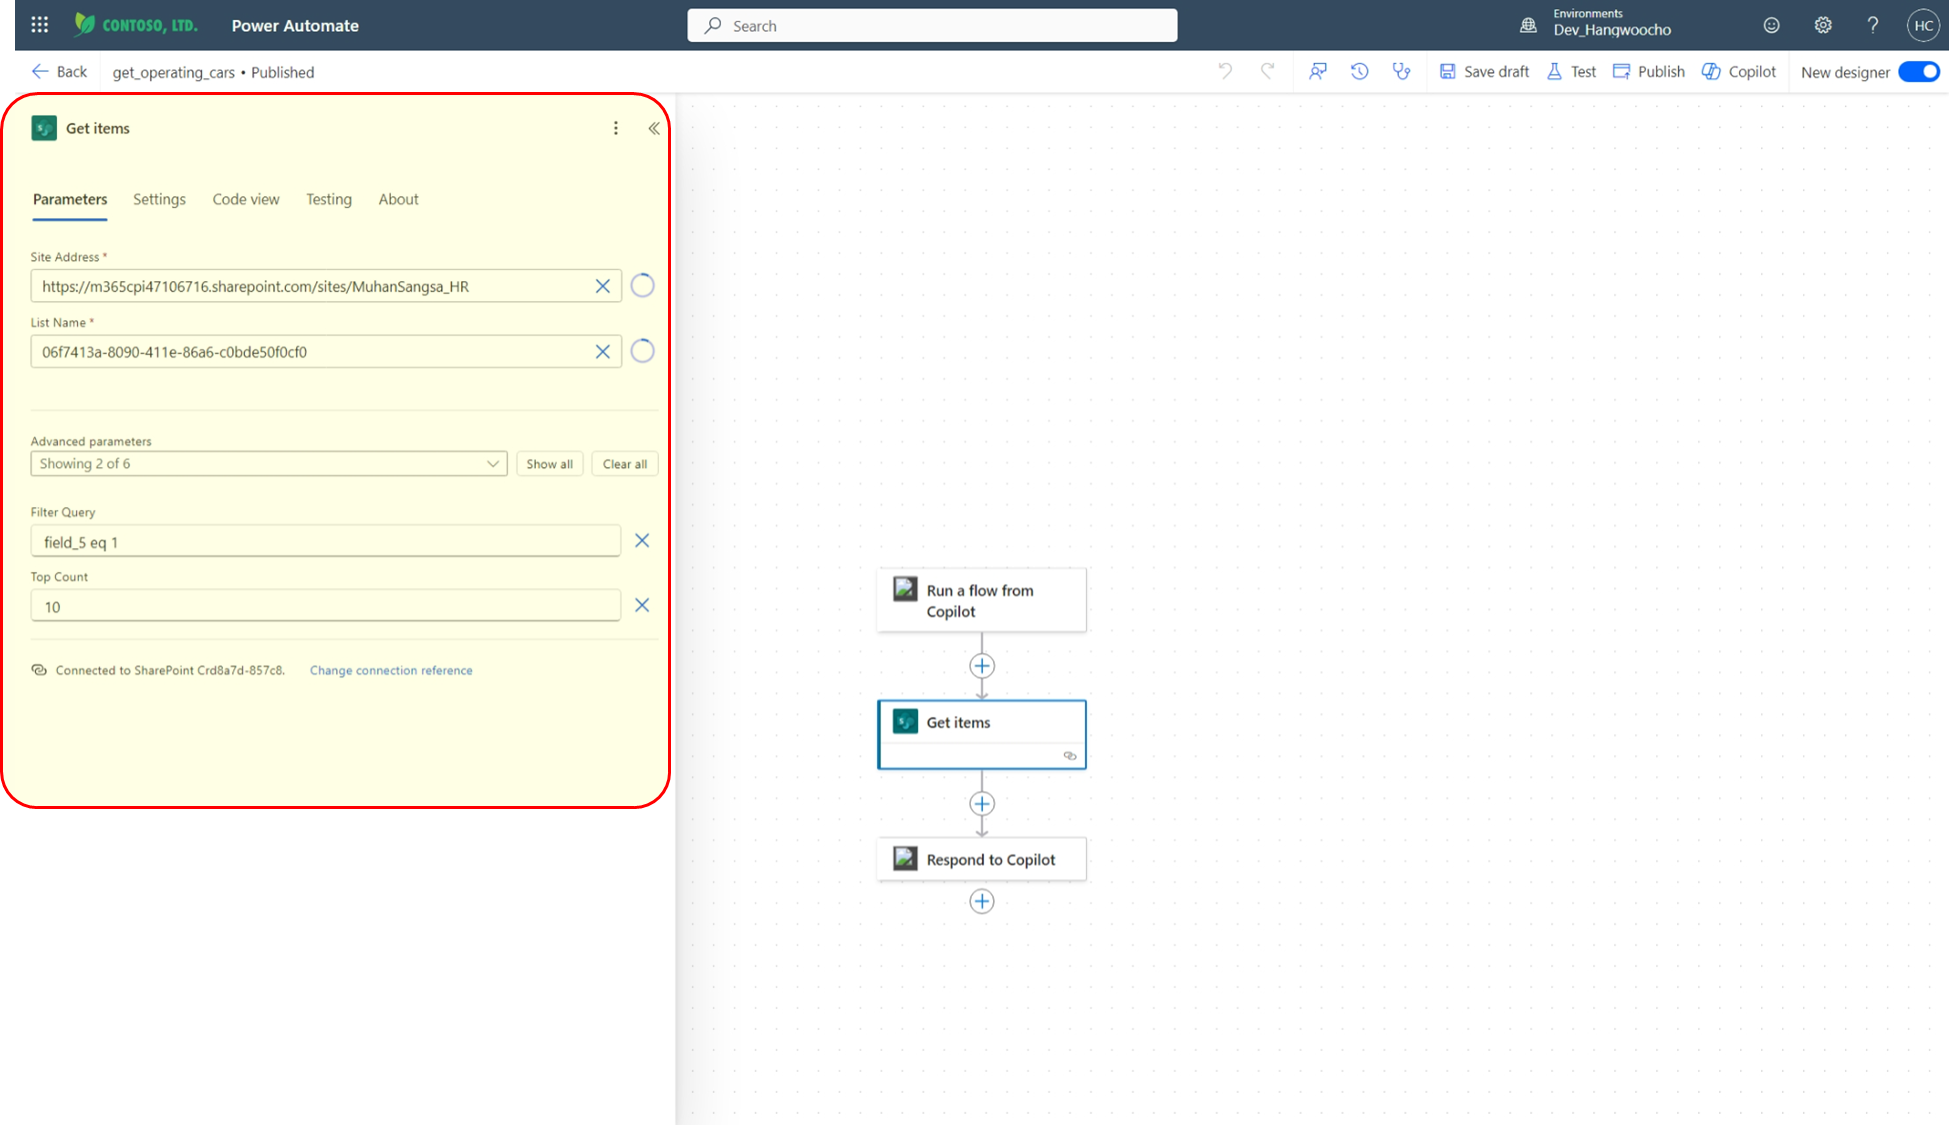 CONTOSO, LTD.
Power Automate
Search
Environments
Dev_Hangwoocho
?
HC
Back
get_operating_cars • Published
Save draft
Test
Publish
Copilot
New designer
Get items
Parameters
Settings
Code view
Testing
About
Site Address *
https://m365cpi47106716.sharepoint.com/sites/MuhanSangsa_HR
List Name *
06f7413a-8090-411e-86a6-c0bde50f0cf0
Advanced parameters
Showing 2 of 6
Show all
Clear all
Filter Query
field_5 eq 1
Top Count
10
Connected to SharePoint Crd8a7d-857c8.
Change connection reference
Run a flow from
Copilot
Get items
Respond to Copilot